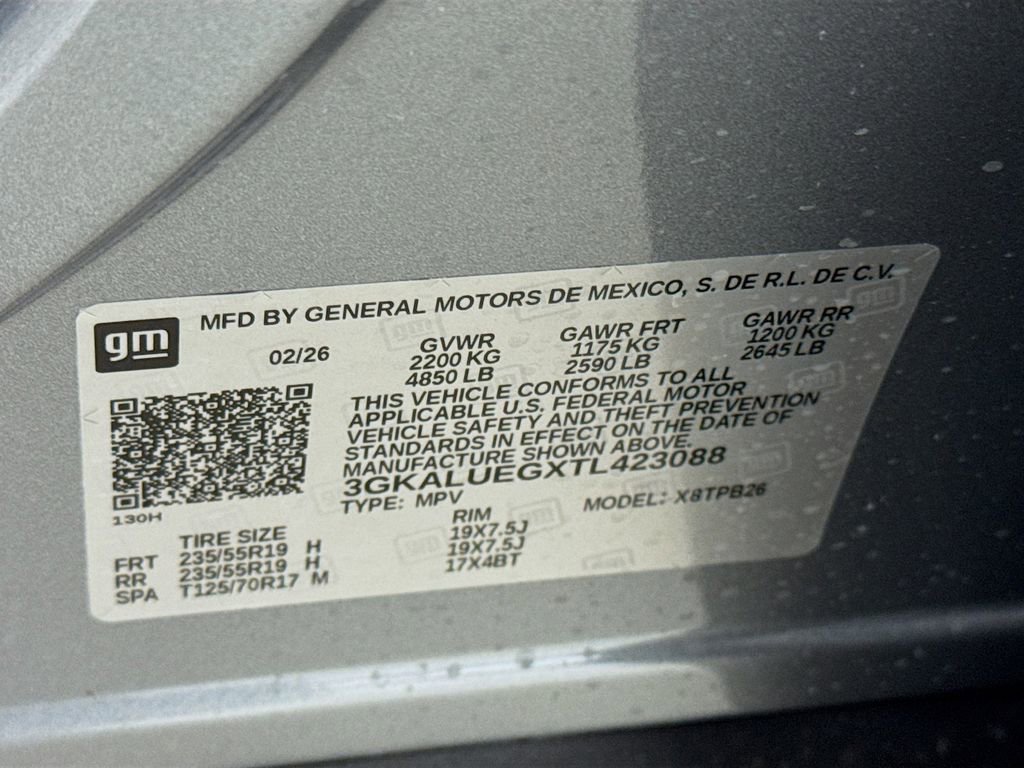 gm
MFD BY GENERAL MOTORS DE MEXICO, S. DE R.L. DE C.V.
02/26
GVWR GAWR FRT GAWR RR
2200 KG 1175 KG 1200 KG
4850 LB 2590 LB 2645 LB
THIS VEHICLE CONFORMS TO ALL
APPLICABLE U.S. FEDERAL MOTOR
VEHICLE SAFETY AND THEFT PREVENTION
STANDARDS IN EFFECT ON THE DATE OF
MANUFACTURE SHOWN ABOVE.
3GKALUEGXTL423088
TYPE: MPV MODEL: X8TPB26
130H
TIRE SIZE RIM
FRT 235/55R19 H 19X7.5J
RR 235/55R19 H 19X7.5J
SPA T125/70R17 M 17X4BT